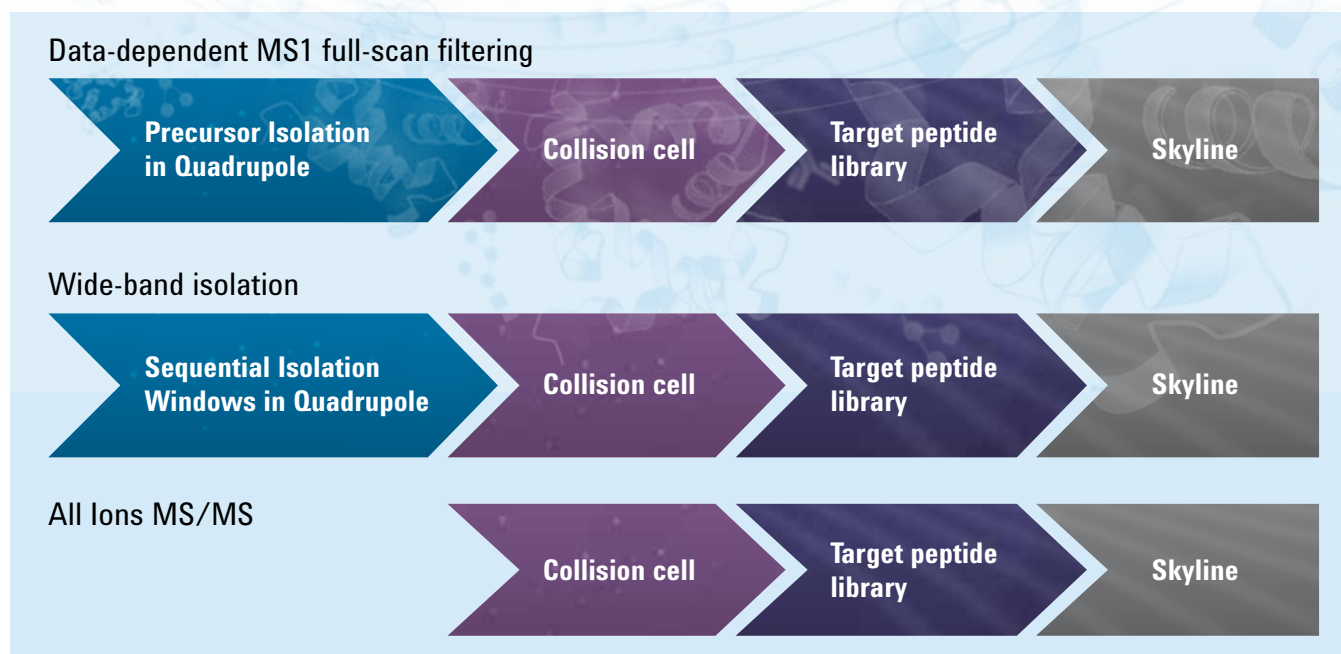 Data-dependent MS1 full-scan filtering
Precursor Isolation
in Quadrupole
Collision cell
Target peptide
library
Skyline
Wide-band isolation
Sequential Isolation
Windows in Quadrupole
Collision cell
Target peptide
library
Skyline
All Ions MS/MS
Collision cell
Target peptide
library
Skyline